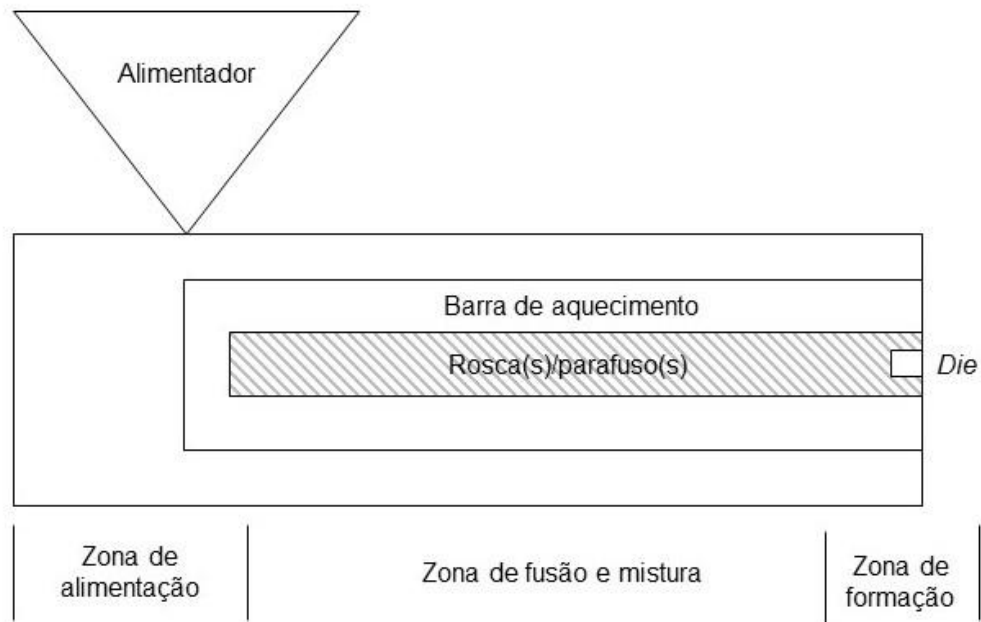 Alimentador
Barra de aquecimento
Rosca(s)/parafuso(s)
Die
Zona de
alimentação
Zona de fusão e mistura
Zona de
formação